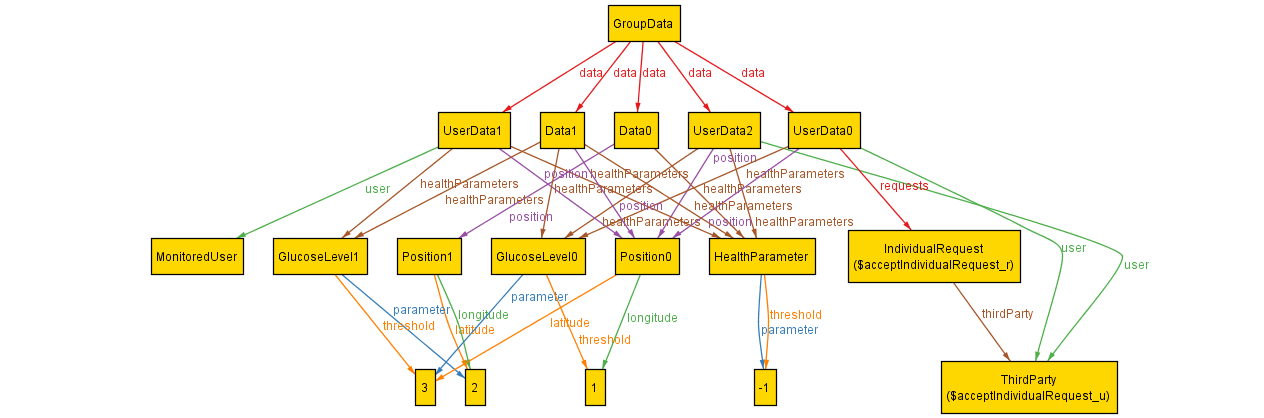 GroupData
data
data
data
data
data
UserData1
Data1
Data0
UserData2
UserData0
position
healthParameters
position
healthParameters
healthParameters
requests
user
healthParameters
healthParameters
healthParameters
position
healthParameters
position
healthParameters
position
healthParameters
MonitoredUser
GlucoseLevel1
Position1
GlucoseLevel0
Position0
HealthParameter
IndividualRequest
($acceptIndividualRequest_r)
user
user
parameter
parameter
longitude
longitude
threshold
latitude
latitude
threshold
threshold
parameter
thirdParty
3
2
1
-1
ThirdParty
($acceptIndividualRequest_u)